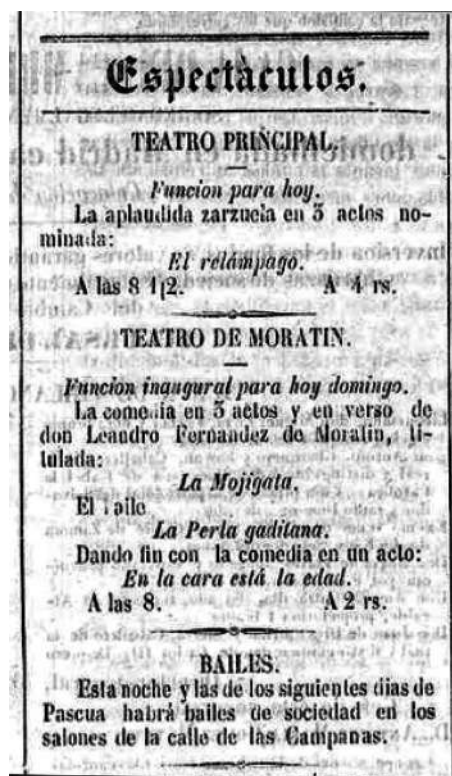 Espectàculos.
TEATRO PRINCIPAL.
Funcion para hoy.
La aplaudida zarzuela en 3 actos no-
minada:
El relámpago.
A las 8 1|2. A 4 rs.
TEATRO DE MORATIN.
Funcion inaugural para hoy domingo.
La comedia en 3 actos y en verso de
don Leandro Fernandez de Moratin, ti-
tulada:
La Mojigata.
El baile
La Perla gaditana.
Dando fin con la comedia en un acto:
En la cara está la edad.
A las 8. A 2 rs.
BAILES.
Esta noche y las de los siguientes dias de
Pascua habrá bailes de sociedad en los
salones de la calle de las Campanas.